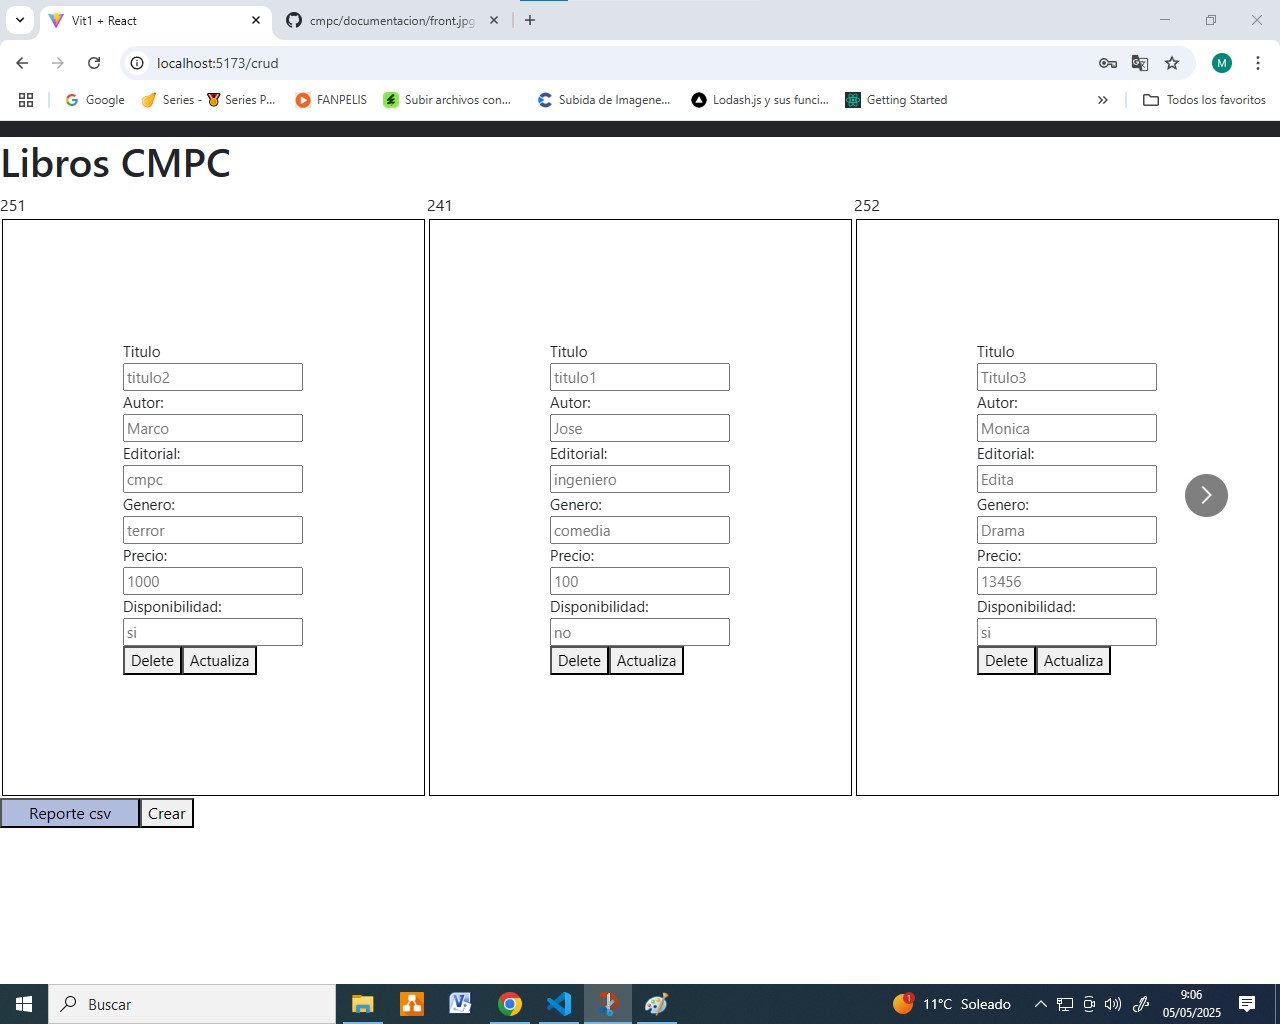 Vit1 + React
cmpc/documentacion/front.jpg
localhost:5173/crud
M
Google
Series -
Series P...
FANPELIS
Subir archivos con...
Subida de Imagene...
Lodash.js y sus funci...
Getting Started
Todos los favoritos
Libros CMPC
251
Titulo
titulo2
Autor:
Marco
Editorial:
cmpc
Genero:
terror
Precio:
1000
Disponibilidad:
si
Delete Actualiza
241
Titulo
titulo1
Autor:
Jose
Editorial:
ingeniero
Genero:
comedia
Precio:
100
Disponibilidad:
no
Delete Actualiza
252
Titulo
Titulo3
Autor:
Monica
Editorial:
Edita
Genero:
Drama
Precio:
13456
Disponibilidad:
si
Delete Actualiza
Reporte csv Crear
Buscar
1
11°C Soleado
9:06
05/05/2025